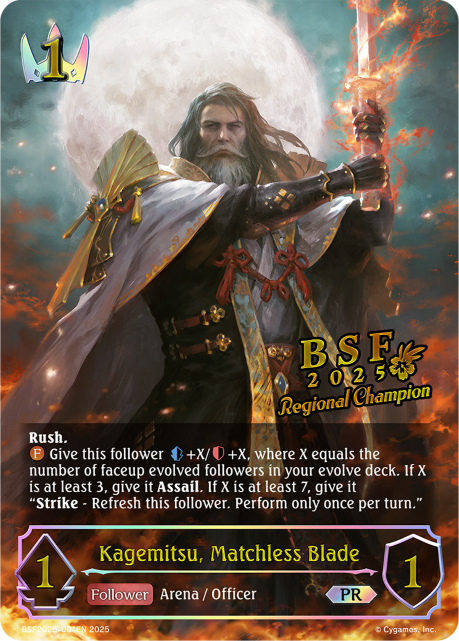 1
BSF
2025
Regional Champion
Rush.
F Give this follower +X/+X, where X equals the
number of faceup evolved followers in your evolve deck. If X
is at least 3, give it Assail. If X is at least 7, give it
“Strike - Refresh this follower. Perform only once per turn.”
Kagemitsu, Matchless Blade
1
1
Follower Arena / Officer PR
© Cygames, Inc.